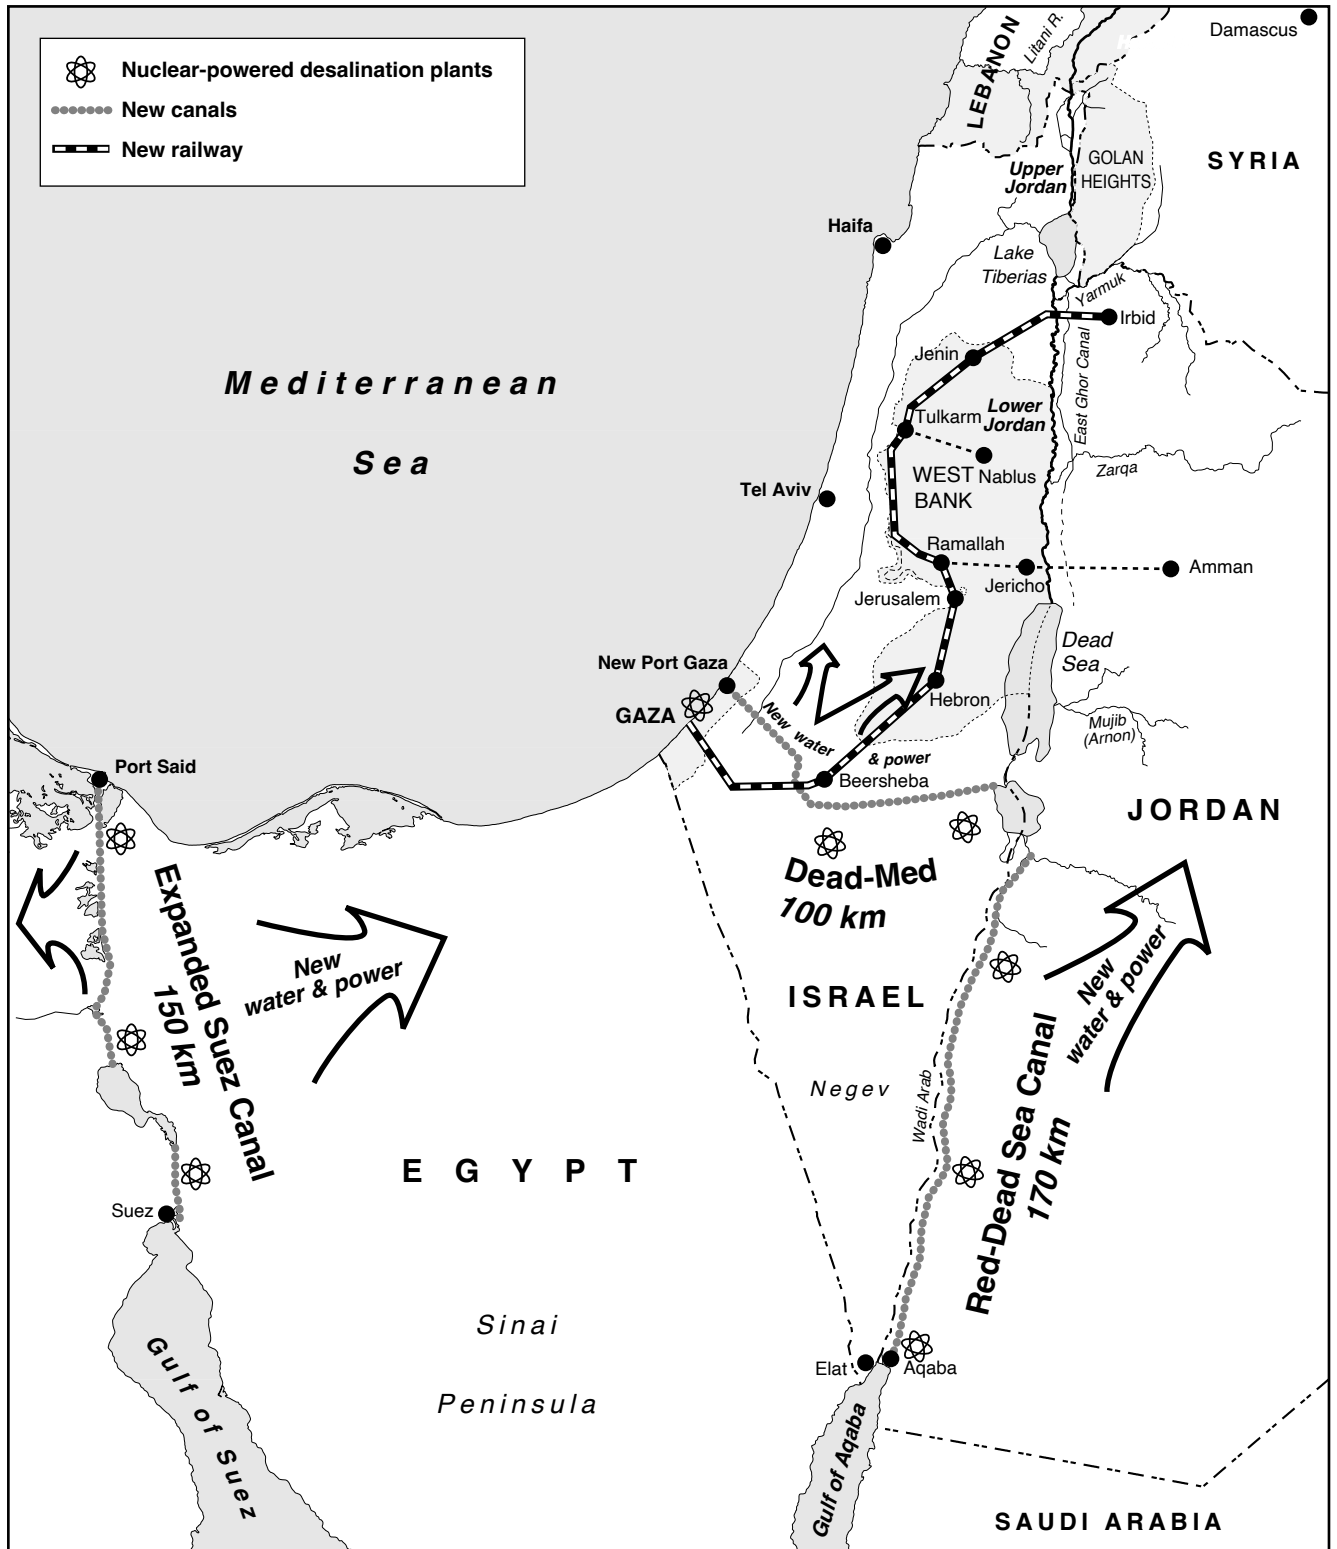 Nuclear-powered desalination plants
New canals
New railway
Damascus
Litani R.
LEBANON
SYRIA
GOLAN
HEIGHTS
Upper
Jordan
Haifa
Lake
Tiberias
Yarmuk
Irbid
Jenin
East Ghor Canal
Mediterranean
Sea
Tulkarm
Lower
Jordan
Zarqa
WEST
BANK
Nablus
Tel Aviv
Ramallah
Jericho
Amman
Jerusalem
Dead
Sea
New Port Gaza
GAZA
Hebron
New water
& power
Mujib
(Arnon)
Beersheba
Port Said
JORDAN
Dead-Med
100 km
Expanded Suez Canal
150 km
New
water & power
ISRAEL
New
water & power
Negev
Wadi Arab
Red-Dead Sea Canal
170 km
EGYPT
Suez
Sinai
Peninsula
Elat
Aqaba
Gulf of Suez
Gulf of Aqaba
SAUDI ARABIA